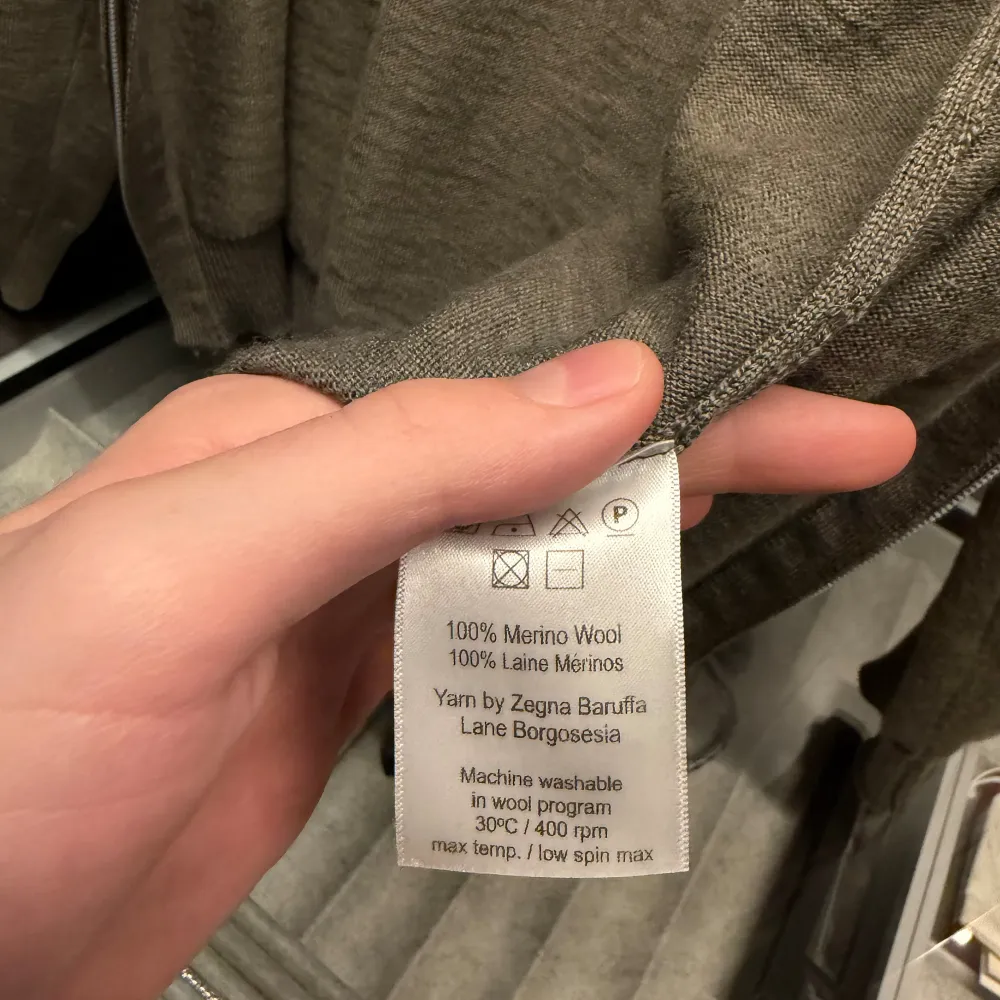 P
100% Merino Wool
100% Laine Mérinos
Yarn by Zegna Baruffa
Lane Borgosesia
Machine washable
in wool program
30ºC / 400 rpm
max temp. / low spin max